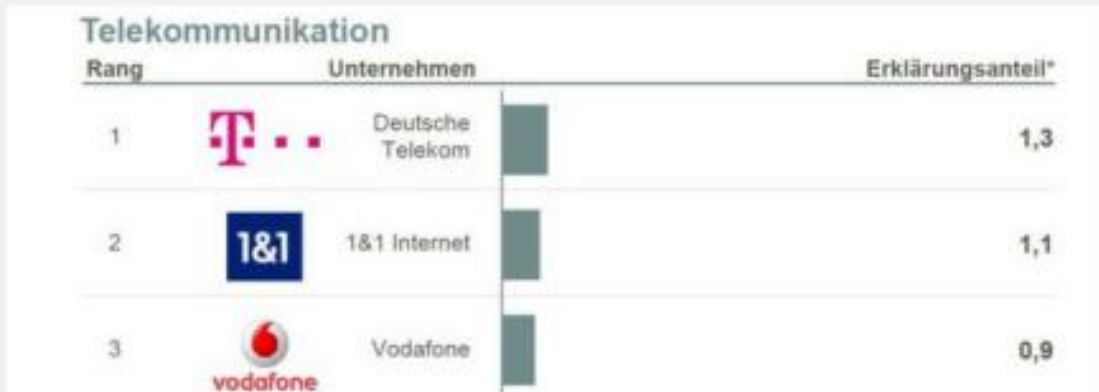 Telekommunikation
Rang Unternehmen Erklärungsanteil*
1 T Deutsche
Telekom 1,3
2 1&1 1&1 Internet 1,1
3 Vodafone 0,9
vodafone